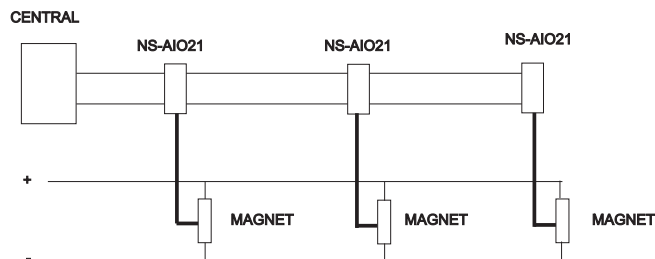 CENTRAL
NS-AIO21
NS-AIO21
NS-AIO21
+
MAGNET
MAGNET
MAGNET
-